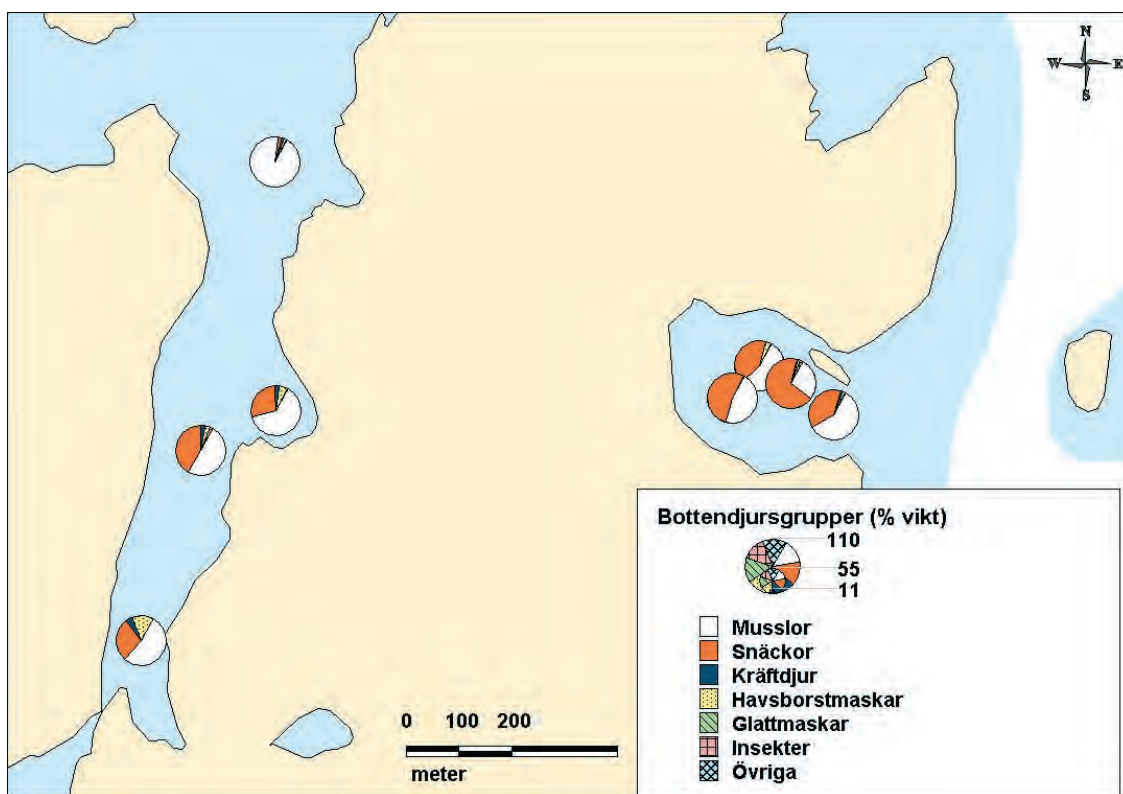 N
W E
S
Bottendjursgrupper (% vikt)
110
55
11
Musslor
Snäckor
Kräftdjur
Havsborstmaskar
Glattmaskar
Insekter
Övriga
0 100 200
meter